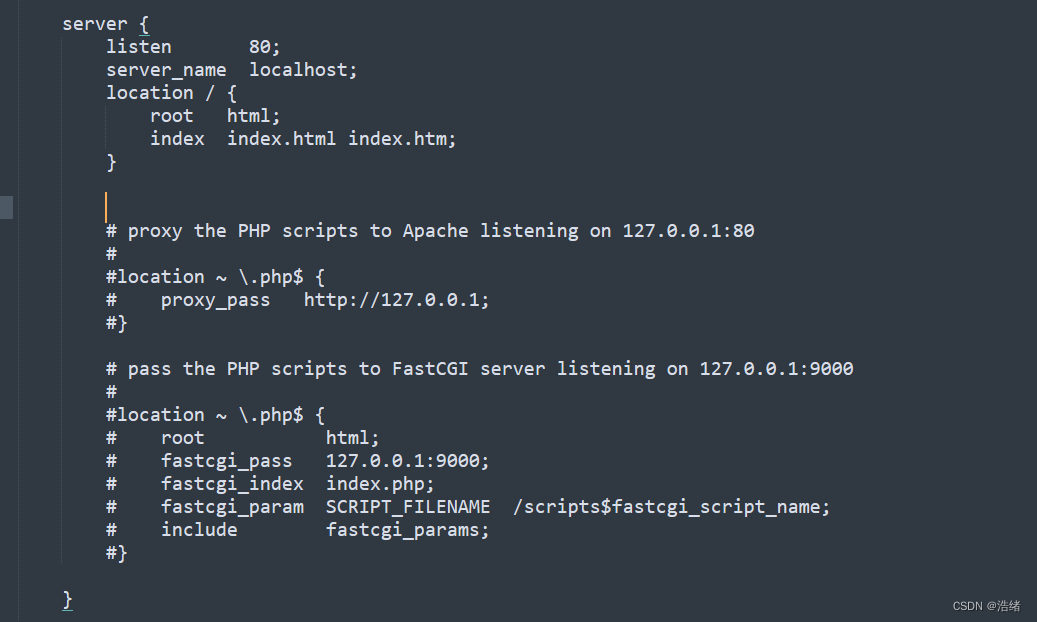 server {
    listen       80;
    server_name  localhost;
    location / {
        root   html;
        index  index.html index.htm;
    }

    # proxy the PHP scripts to Apache listening on 127.0.0.1:80
    #
    #location ~ \.php$ {
    #    proxy_pass   http://127.0.0.1;
    #}

    # pass the PHP scripts to FastCGI server listening on 127.0.0.1:9000
    #
    #location ~ \.php$ {
    #    root           html;
    #    fastcgi_pass   127.0.0.1:9000;
    #    fastcgi_index  index.php;
    #    fastcgi_param  SCRIPT_FILENAME  /scripts$fastcgi_script_name;
    #    include        fastcgi_params;
    #}

}
CSDN @浩绪